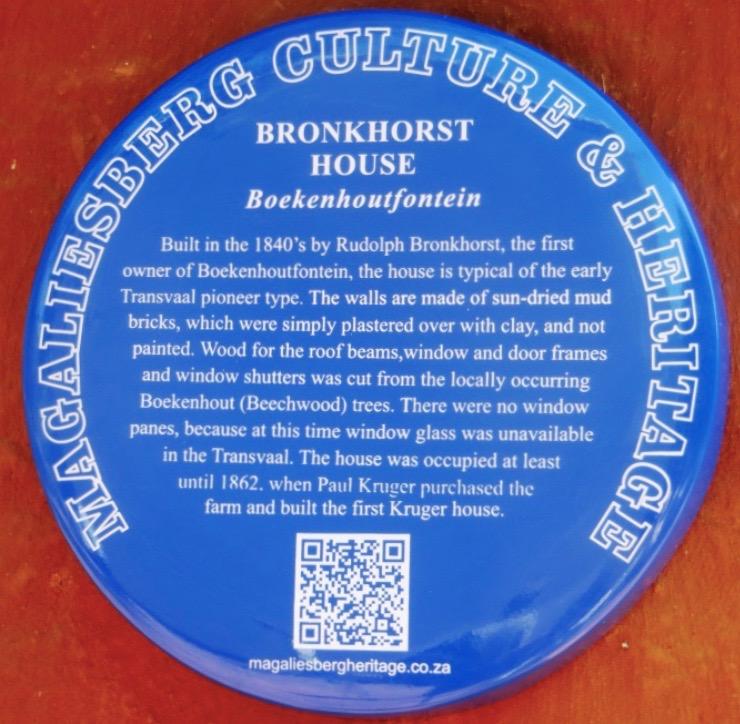 MAGALIESBERG CULTURE & HERITAGE
BRONKHORST
HOUSE
Boekenhoutfontein
Built in the 1840's by Rudolph Bronkhorst, the first
owner of Boekenhoutfontein, the house is typical of the early
Transvaal pioneer type. The walls are made of sun-dried mud
bricks, which were simply plastered over with clay, and not
painted. Wood for the roof beams,window and door frames
and window shutters was cut from the locally occurring
Boekenhout (Beechwood) trees. There were no window
panes, because at this time window glass was unavailable
in the Transvaal. The house was occupied at least
until 1862. when Paul Kruger purchased the
farm and built the first Kruger house.
magaliesbergheritage.co.za